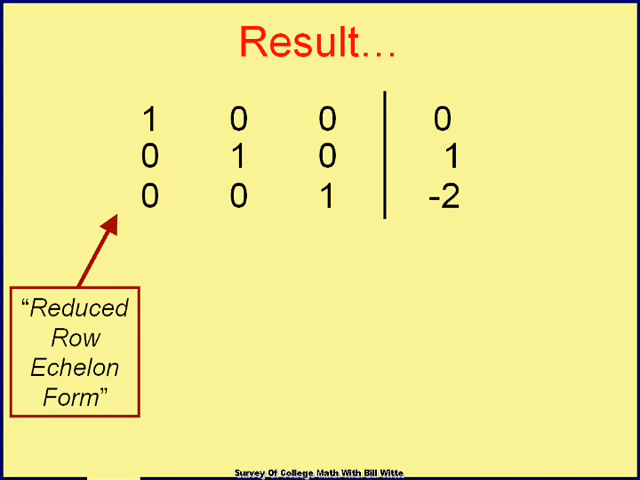 Result...
1 0 0 0
0 1 0 1
0 0 1 -2
“Reduced
Row
Echelon
Form”
Survey Of College Math With Bill Witte